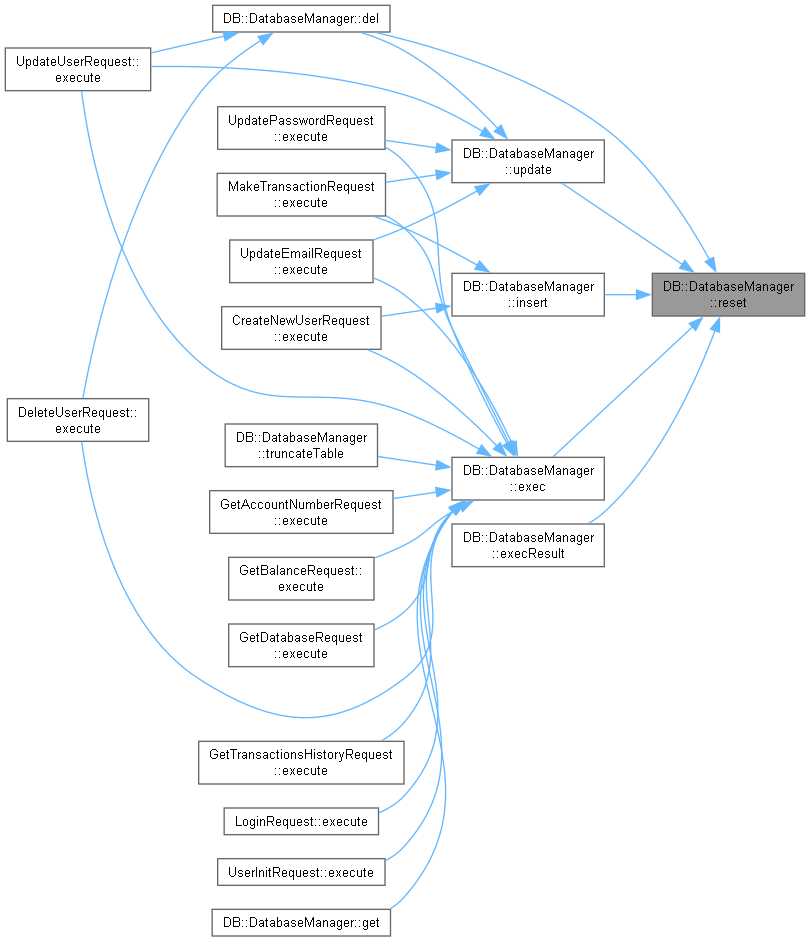 DB::DatabaseManager::del
UpdateUserRequest::
execute
UpdatePasswordRequest
::execute
DB::DatabaseManager
::update
MakeTransactionRequest
::execute
UpdateEmailRequest
::execute
DB::DatabaseManager
::insert
DB::DatabaseManager
::reset
CreateNewUserRequest
::execute
DeleteUserRequest::
execute
DB::DatabaseManager
::truncateTable
DB::DatabaseManager
::exec
GetAccountNumberRequest
::execute
DB::DatabaseManager
::execResult
GetBalanceRequest::
execute
GetDatabaseRequest
::execute
GetTransactionsHistoryRequest
::execute
LoginRequest::execute
UserInitRequest::execute
DB::DatabaseManager::get